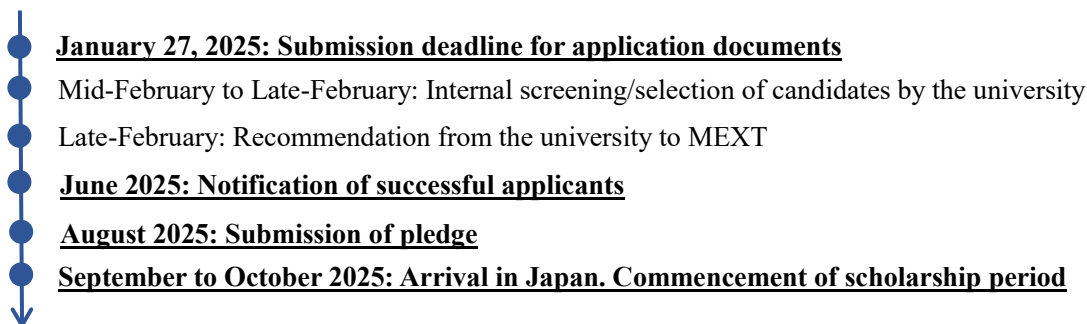 January 27, 2025: Submission deadline for application documents
Mid-February to Late-February: Internal screening/selection of candidates by the university
Late-February: Recommendation from the university to MEXT
June 2025: Notification of successful applicants
August 2025: Submission of pledge
September to October 2025: Arrival in Japan. Commencement of scholarship period